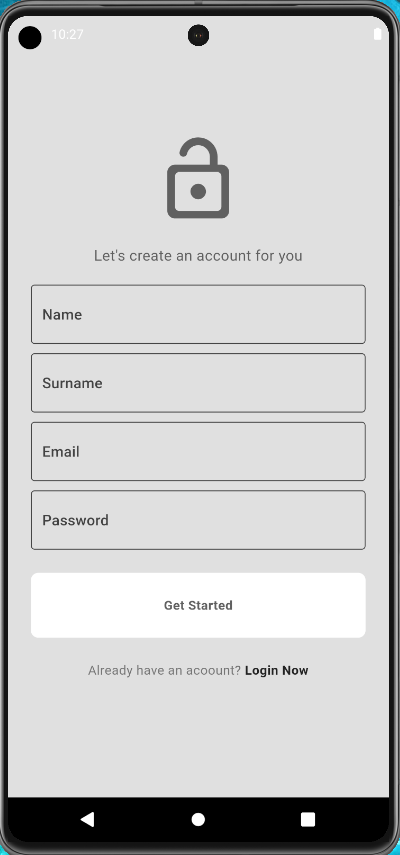 10:27
Let's create an account for you
Name
Surname
Email
Password
Get Started
Already have an acoount? Login Now